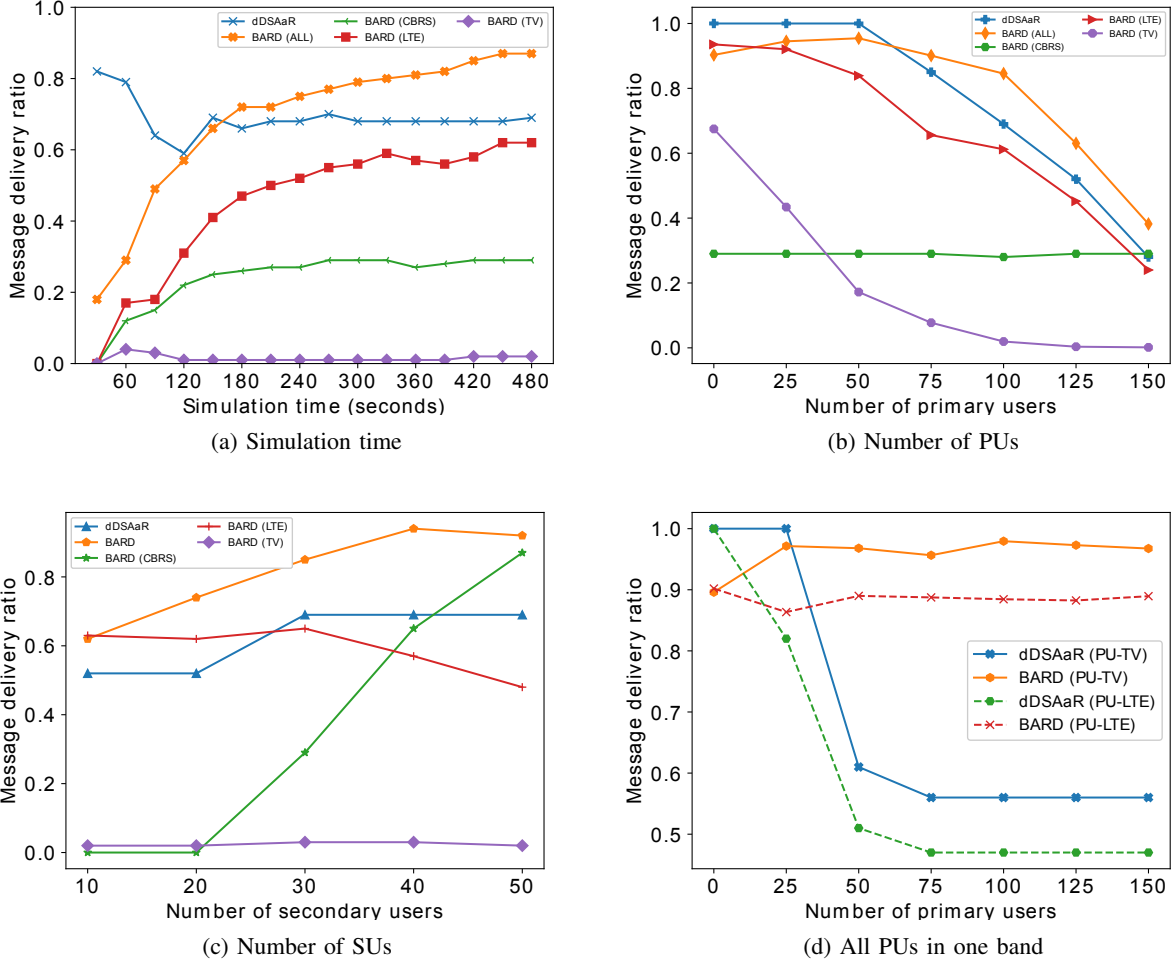 1.0
0.8
0.6
0.4
0.2
0.0
Message delivery ratio
dDSAaR
BARD (ALL)
BARD (CBRS)
BARD (LTE)
BARD (TV)
60 120 180 240 300 360 420 480
Simulation time (seconds)
(a) Simulation time
1.0
0.8
0.6
0.4
0.2
0.0
Message delivery ratio
dDSAaR
BARD (ALL)
BARD (CBRS)
BARD (LTE)
BARD (TV)
0 25 50 75 100 125 150
Number of primary users
(b) Number of PUs
0.8
0.6
0.4
0.2
0.0
Message delivery ratio
dDSAaR
BARD
BARD (CBRS)
BARD (LTE)
BARD (TV)
10 20 30 40 50
Number of secondary users
(c) Number of SUs
1.0
0.9
0.8
0.7
0.6
0.5
Message delivery ratio
dDSAaR (PU-TV)
BARD (PU-TV)
dDSAaR (PU-LTE)
BARD (PU-LTE)
0 25 50 75 100 125 150
Number of primary users
(d) All PUs in one band